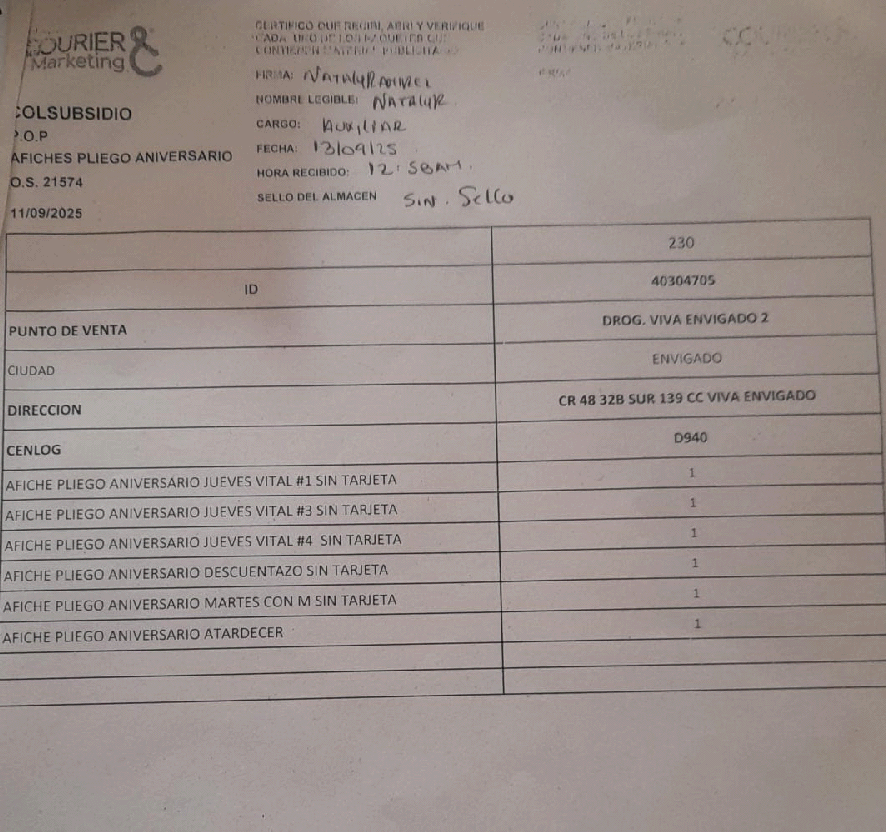 COURIER &
Marketing
COLSUBSIDIO
P.O.P
AFICHES PLIEGO ANIVERSARIO
O.S. 21574
11/09/2025
CERTIFICO QUE RECIBI, ABRI Y VERIFIQUE
CADA UNO DE LOS PAQUETES QUE
CONTIENEN MATERIAL PUBLICITA
FIRMA: Nataly
NOMBRE LEGIBLE: Nataly R
CARGO: Auxiliar
FECHA: 13/09/25
HORA RECIBIDO: 12:58AM.
SELLO DEL ALMACEN Sin. Sello
230
ID 40304705
PUNTO DE VENTA DROG. VIVA ENVIGADO 2
CIUDAD ENVIGADO
DIRECCION CR 48 32B SUR 139 CC VIVA ENVIGADO
CENLOG D940
AFICHE PLIEGO ANIVERSARIO JUEVES VITAL #1 SIN TARJETA 1
AFICHE PLIEGO ANIVERSARIO JUEVES VITAL #3 SIN TARJETA 1
AFICHE PLIEGO ANIVERSARIO JUEVES VITAL #4 SIN TARJETA 1
AFICHE PLIEGO ANIVERSARIO DESCUENTAZO SIN TARJETA 1
AFICHE PLIEGO ANIVERSARIO MARTES CON M SIN TARJETA 1
AFICHE PLIEGO ANIVERSARIO ATARDECER 1